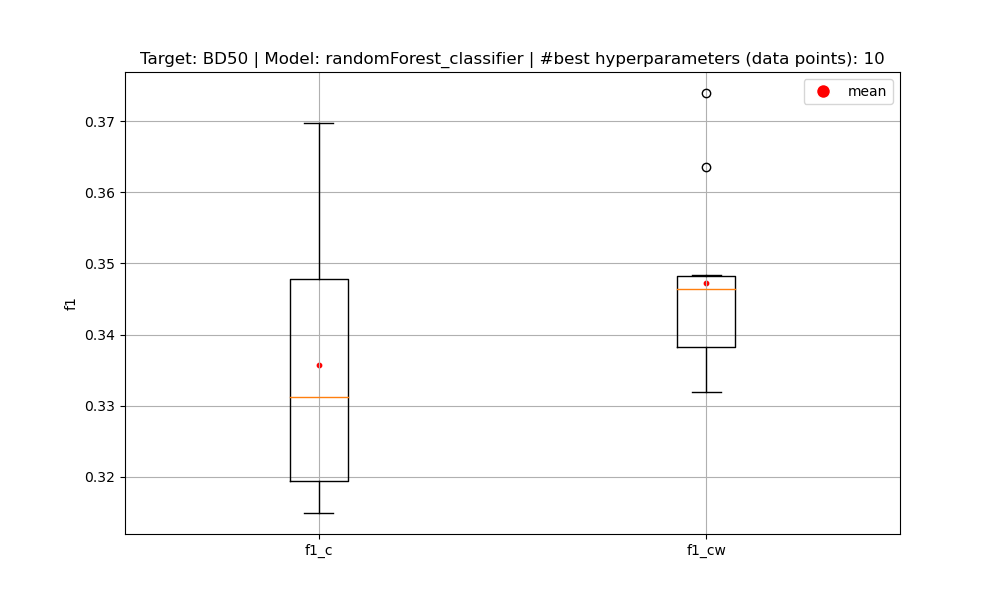 Target: BD50 | Model: randomForest_classifier | #best hyperparameters (data points): 10
mean
0.37
0.36
0.35
0.34
0.33
0.32
f1
f1_c
f1_cw